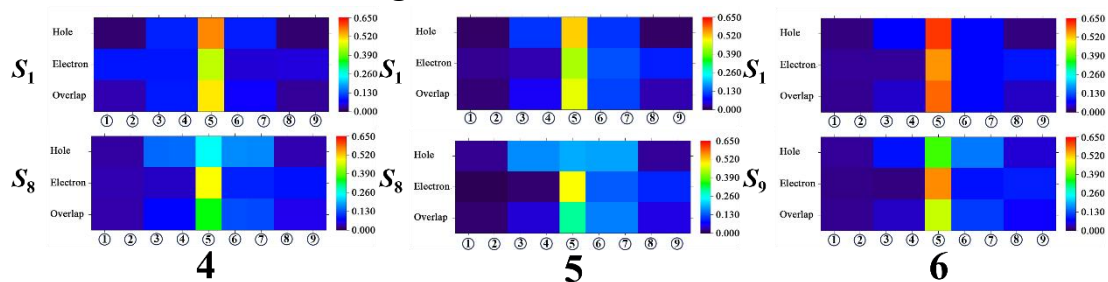 S1
Hole
Electron
Overlap
① ② ③ ④ ⑤ ⑥ ⑦ ⑧ ⑨
0.650
0.520
0.390
0.260
0.130
0.000
S1
Hole
Electron
Overlap
① ② ③ ④ ⑤ ⑥ ⑦ ⑧ ⑨
0.650
0.520
0.390
0.260
0.130
0.000
S1
Hole
Electron
Overlap
① ② ③ ④ ⑤ ⑥ ⑦ ⑧ ⑨
0.650
0.520
0.390
0.260
0.130
0.000
S8
Hole
Electron
Overlap
① ② ③ ④ ⑤ ⑥ ⑦ ⑧ ⑨
0.650
0.520
0.390
0.260
0.130
0.000
4
S8
Hole
Electron
Overlap
① ② ③ ④ ⑤ ⑥ ⑦ ⑧ ⑨
0.650
0.520
0.390
0.260
0.130
0.000
5
S9
Hole
Electron
Overlap
① ② ③ ④ ⑤ ⑥ ⑦ ⑧ ⑨
0.650
0.520
0.390
0.260
0.130
0.000
6